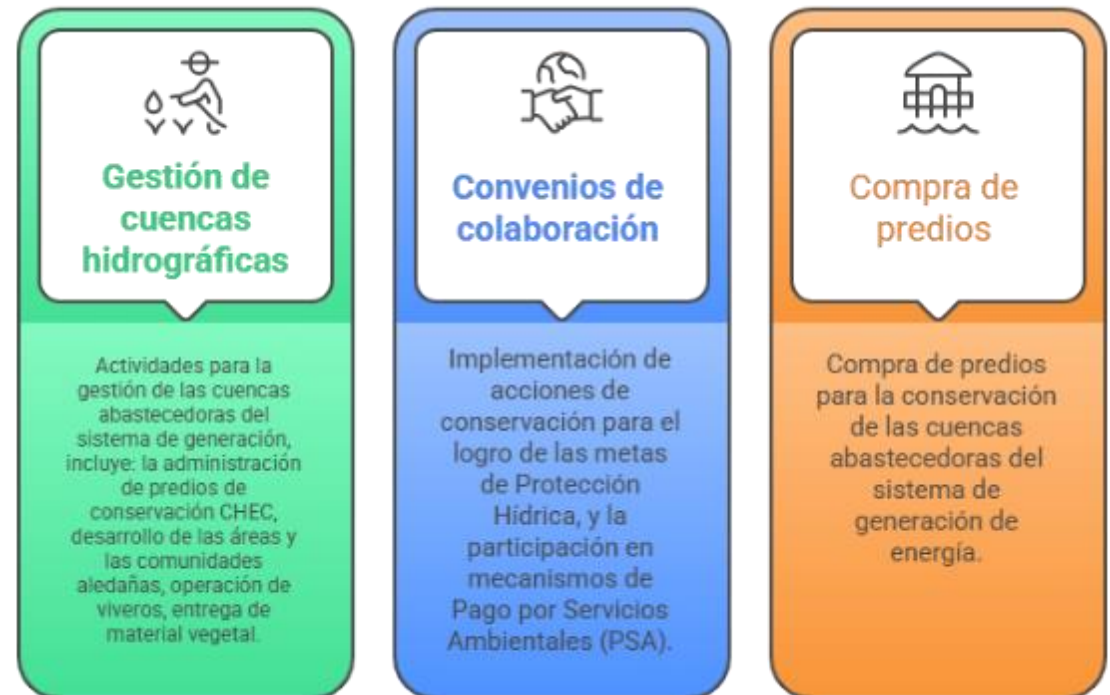 Gestión de
cuencas
hidrográficas
Actividades para la
gestión de las cuencas
abastecedoras del
sistema de generación,
incluye: la administración
de predios de
conservación CHEC,
desarrollo de las áreas y
las comunidades
aledañas, operación de
viveros, entrega de
material vegetal.
Convenios de
colaboración
Implementación de
acciones de
conservación para el
logro de las metas
de Protección
Hídrica, y la
participación en
mecanismos de
Pago por Servicios
Ambientales (PSA).
Compra de
predios
Compra de predios
para la conservación
de las cuencas
abastecedoras del
sistema de
generación de
energía.